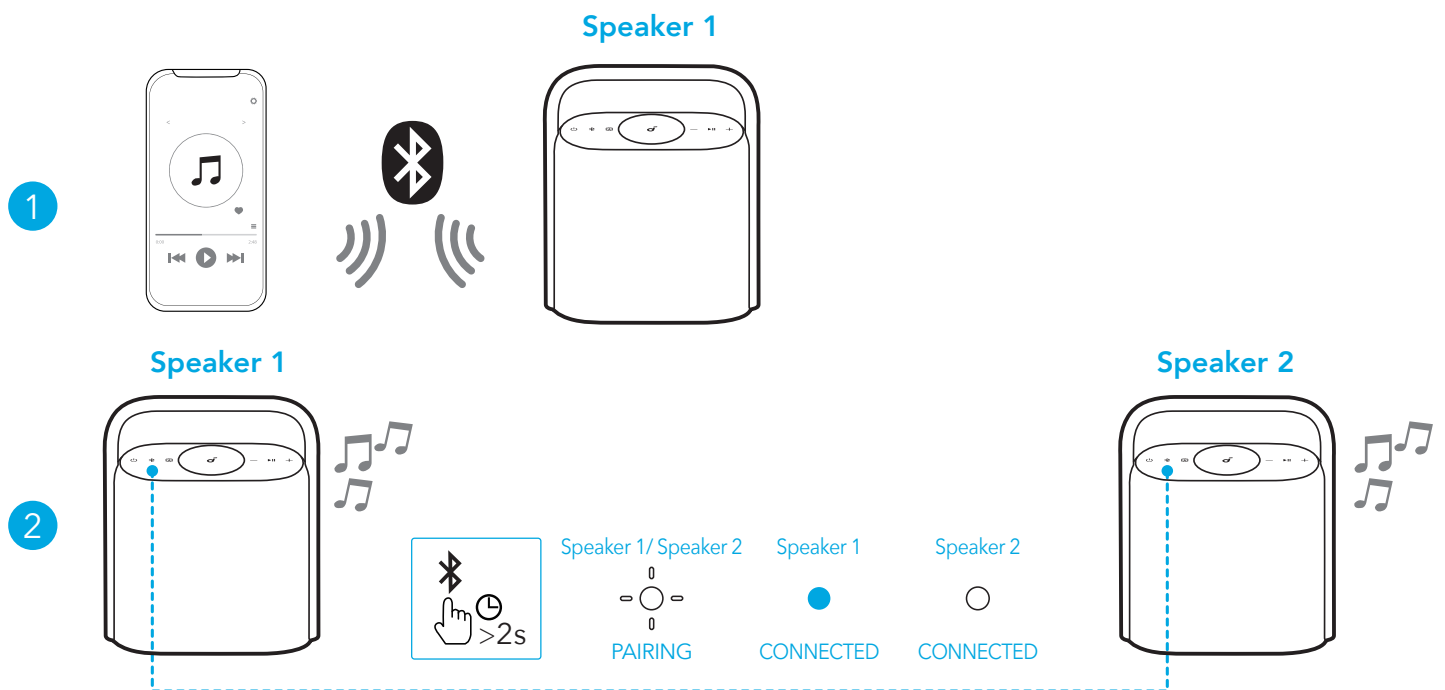 Speaker 1
1
Speaker 1
Speaker 2
2
>2s
Speaker 1/ Speaker 2
Speaker 1
Speaker 2
PAIRING
CONNECTED
CONNECTED